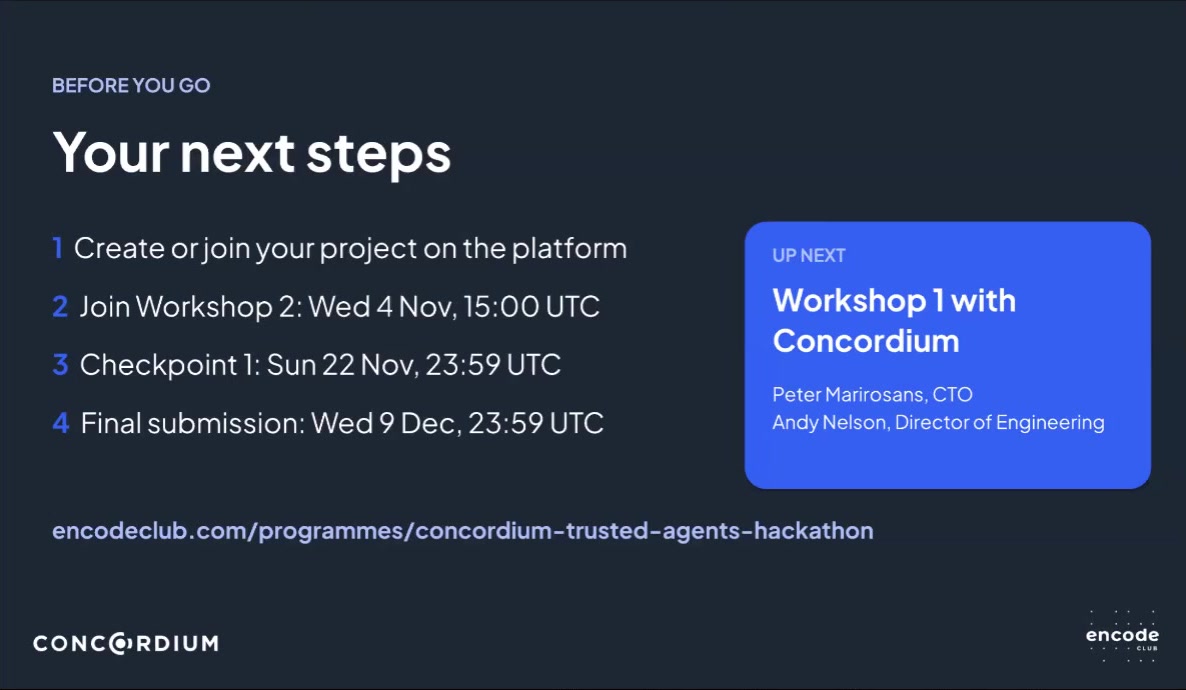 BEFORE YOU GO
Your next steps
1 Create or join your project on the platform
2 Join Workshop 2: Wed 4 Nov, 15:00 UTC
3 Checkpoint 1: Sun 22 Nov, 23:59 UTC
4 Final submission: Wed 9 Dec, 23:59 UTC
UP NEXT
Workshop 1 with
Concordium
Peter Marirosans, CTO
Andy Nelson, Director of Engineering
encodeclub.com/programmes/concordium-trusted-agents-hackathon
CONCORDIUM
encode
CLUB